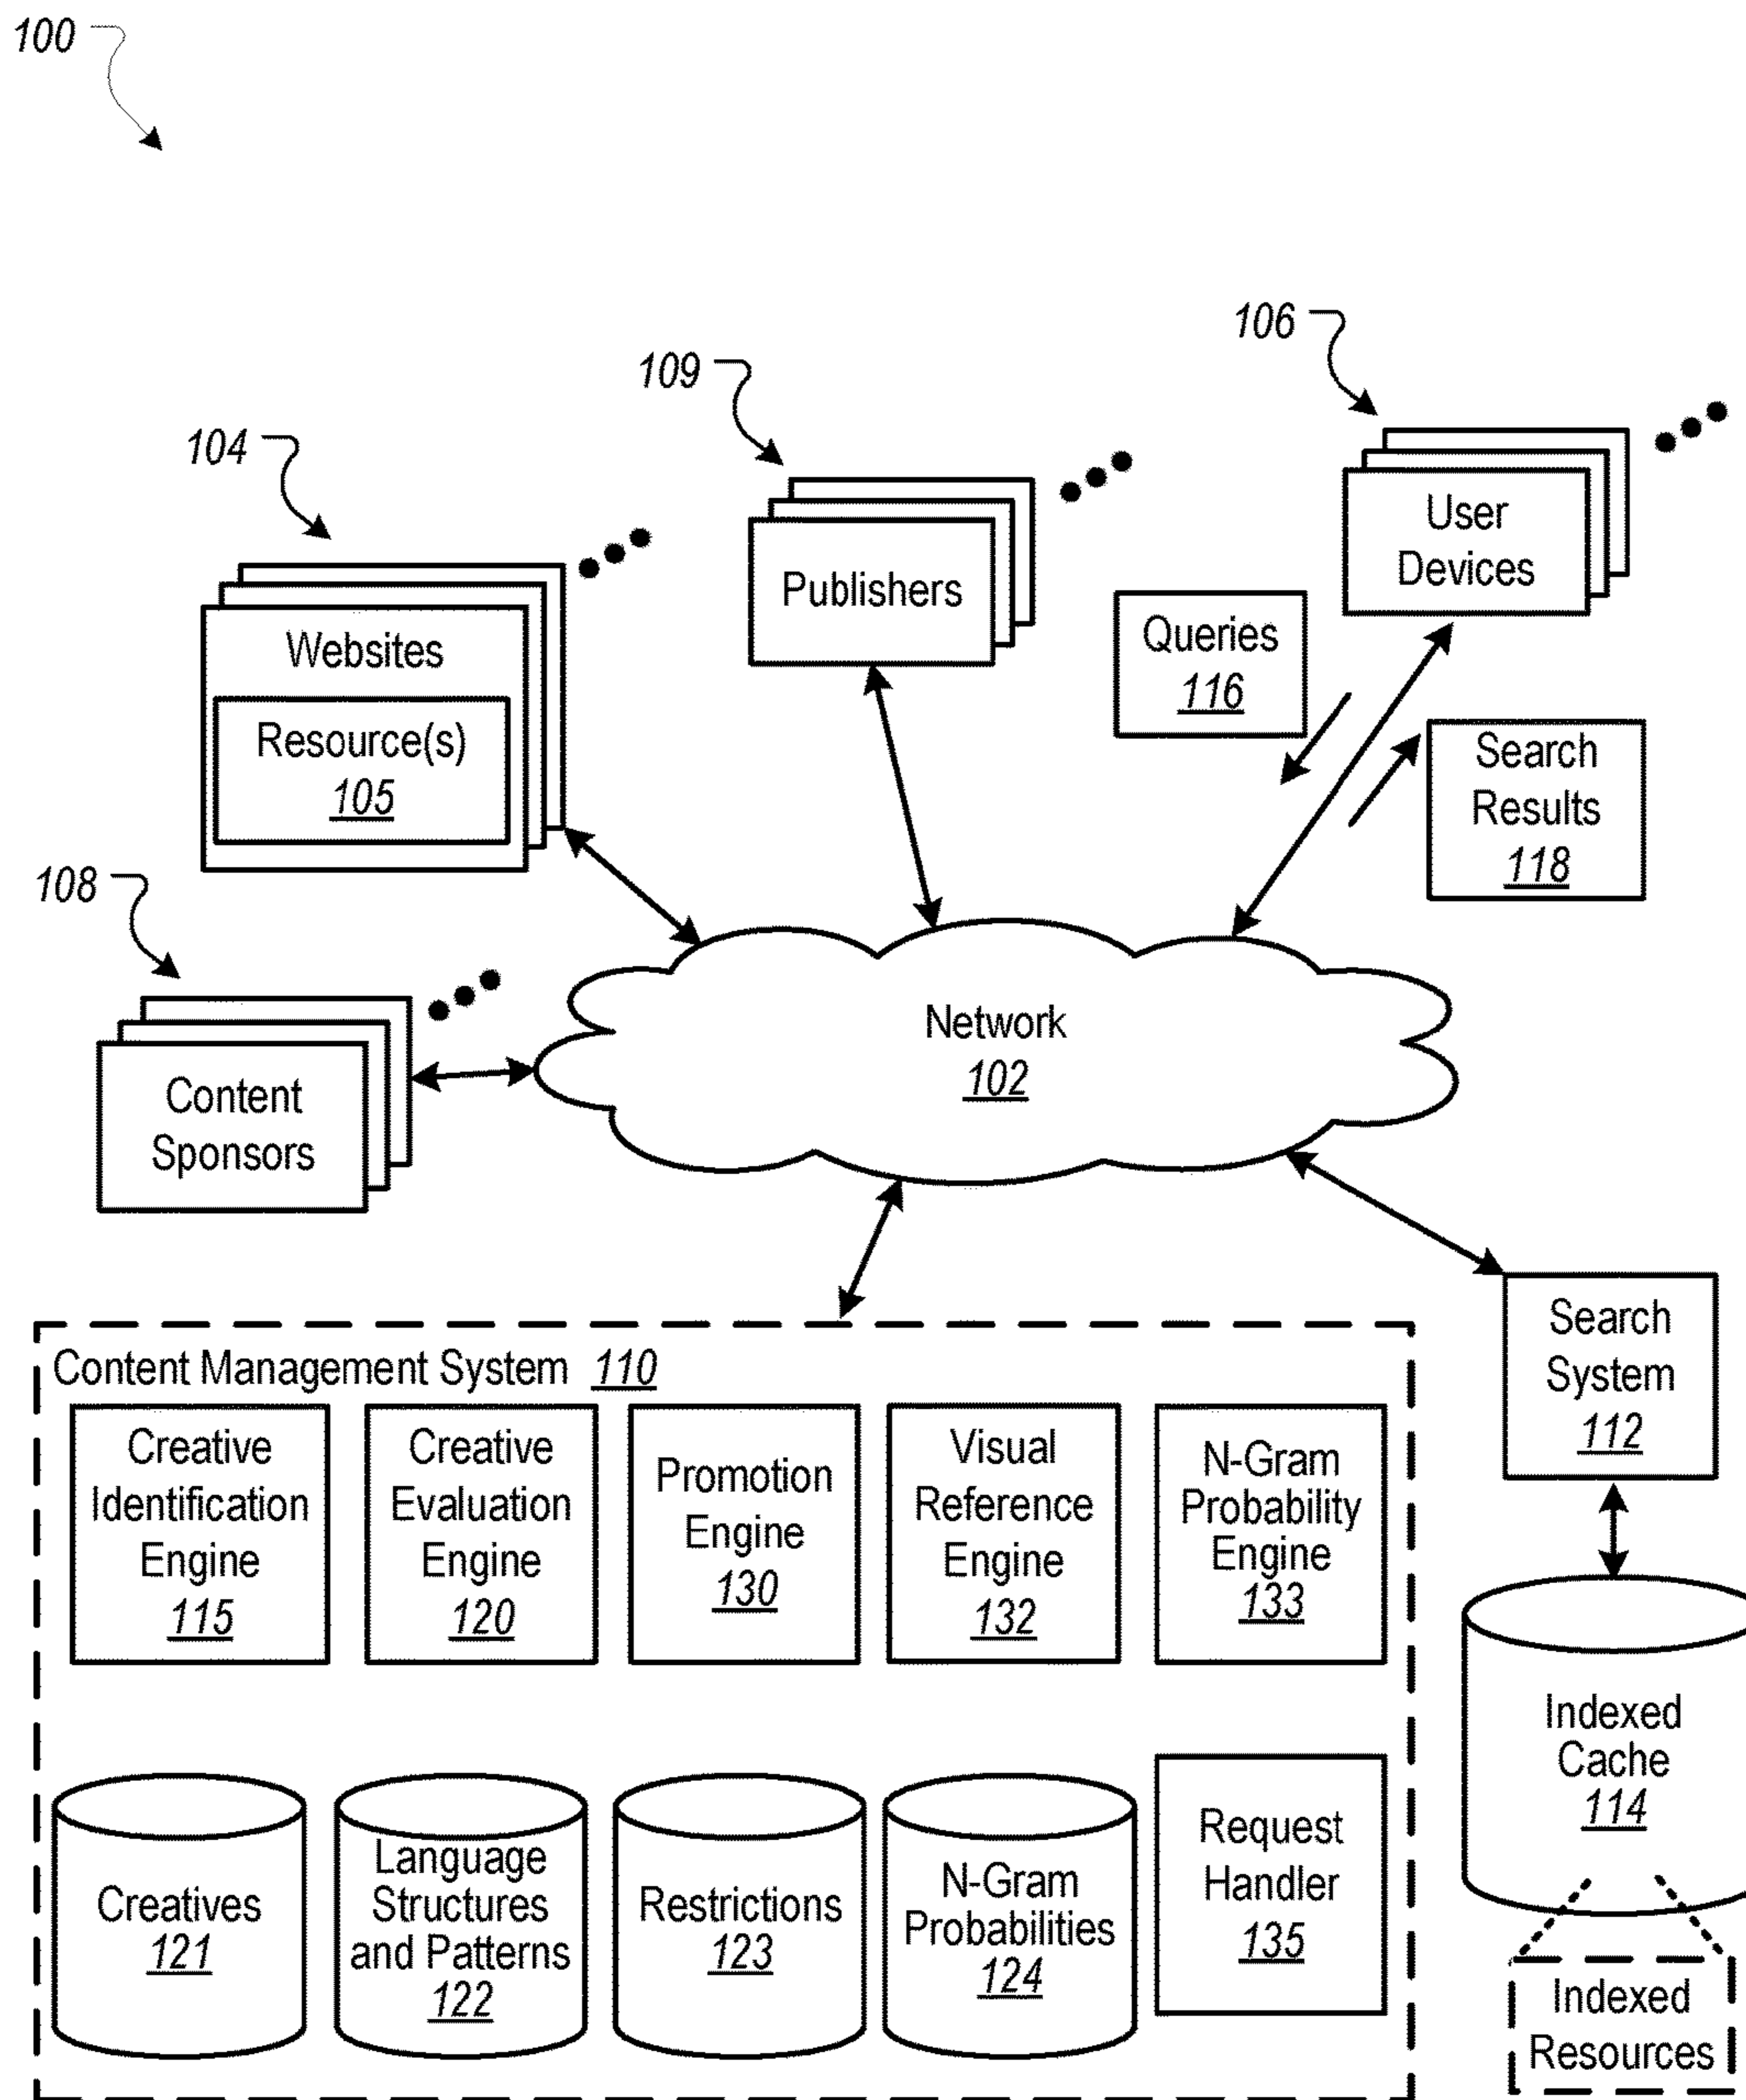 100
106
109
104
User
Devices
Publishers
Queries
116
Websites
Resource(s)
105
Search
Results
118
108
Network
102
Content
Sponsors
Search
System
112
Content Management System 110
Creative
Identification
Engine
115
Creative
Evaluation
Engine
120
Promotion
Engine
130
Visual
Reference
Engine
132
N-Gram
Probability
Engine
133
Indexed
Cache
114
Creatives
121
Language
Structures
and Patterns
122
Restrictions
123
N-Gram
Probabilities
124
Request
Handler
135
Indexed
Resources